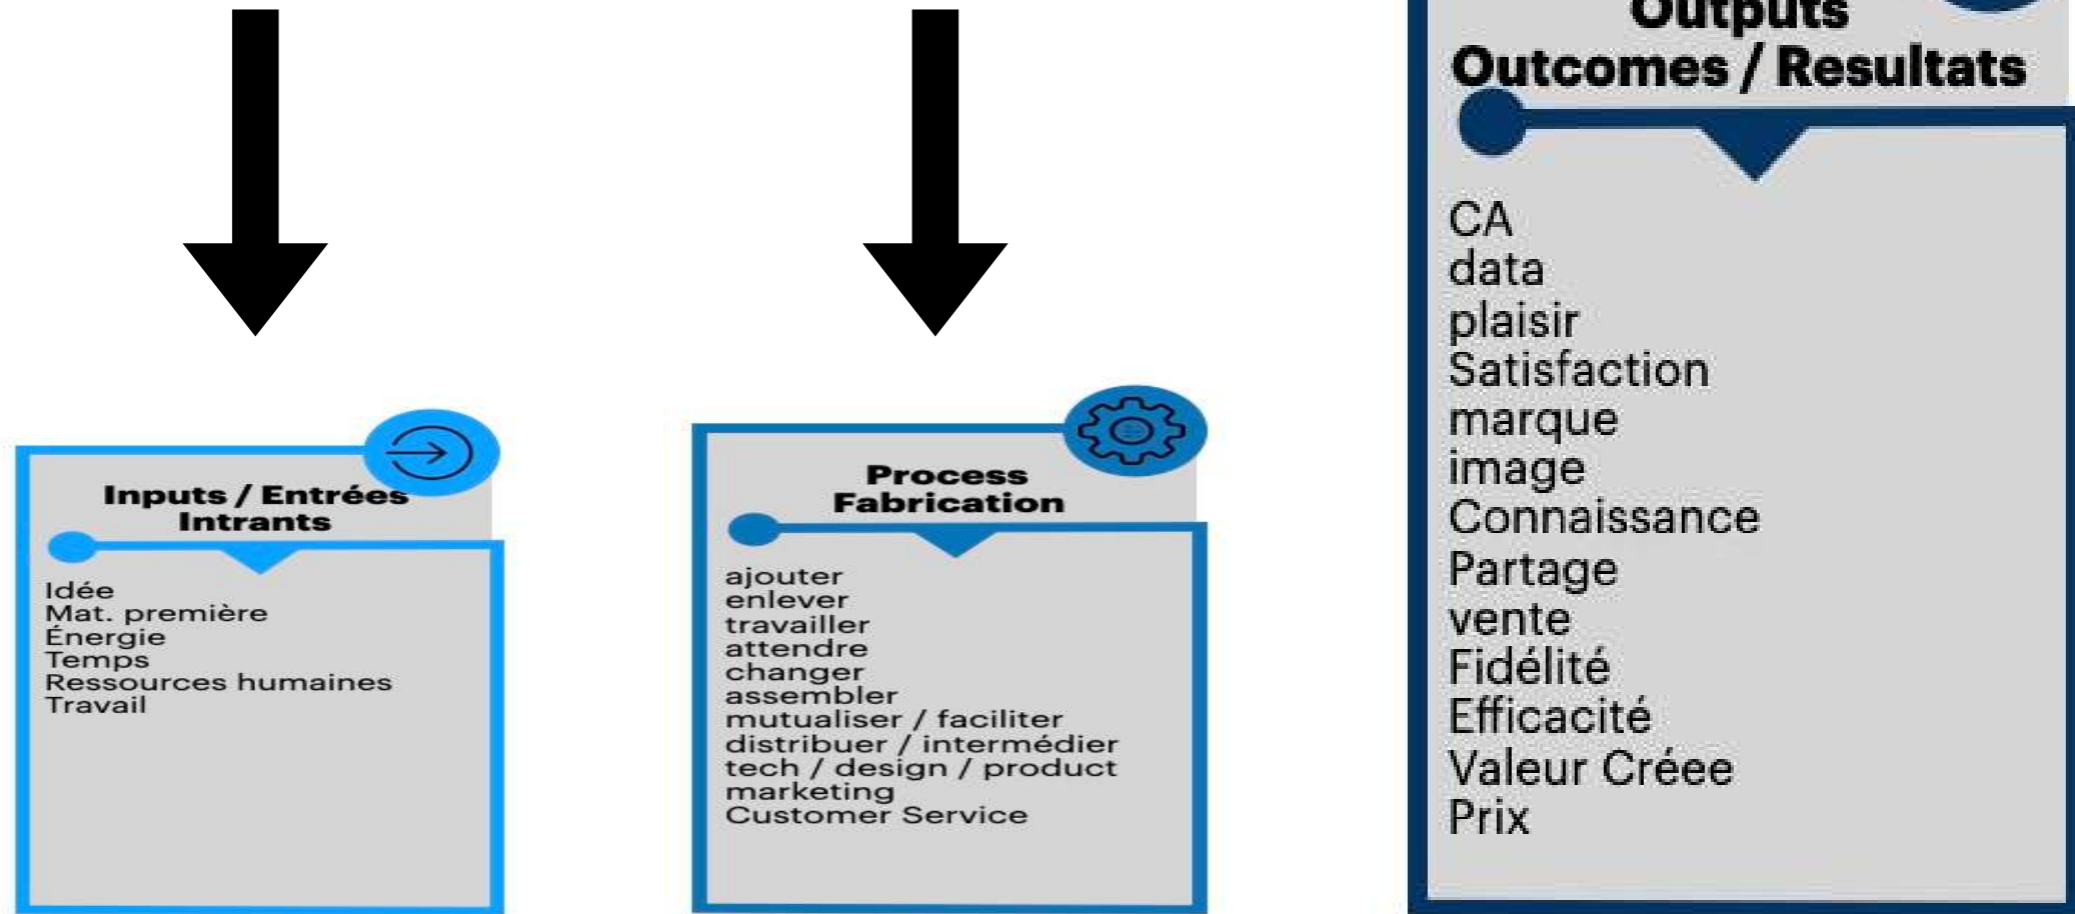 Inputs / Entrées
Intrants
Idée
Mat. première
Énergie
Temps
Ressources humaines
Travail
Process
Fabrication
ajouter
enlever
travailler
attendre
changer
assembler
mutualiser / faciliter
distribuer / intermédier
tech / design / product
marketing
Customer Service
Outputs
Outcomes / Resultats
CA
data
plaisir
Satisfaction
marque
image
Connaissance
Partage
vente
Fidélité
Efficacité
Valeur Créee
Prix